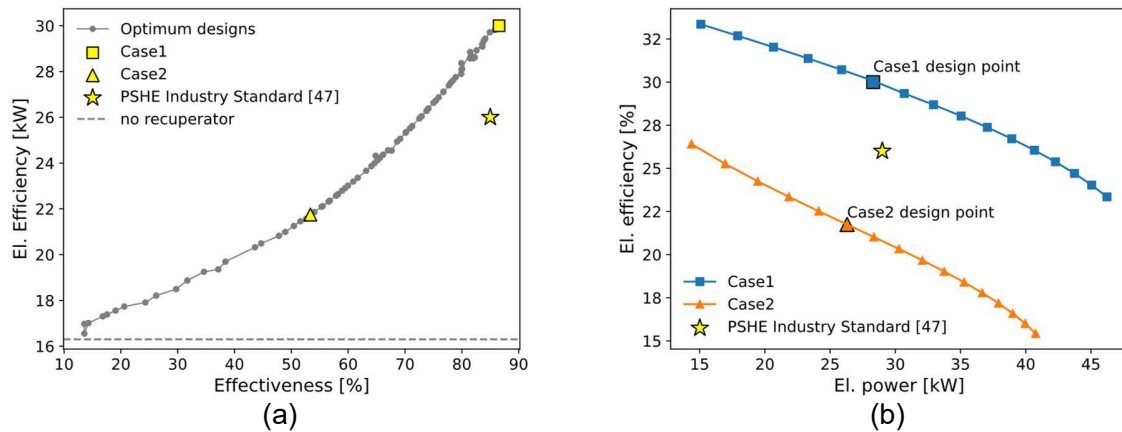 30
28
26
24
22
20
18
16
El. Efficiency [kW]
Optimum designs
Case1
Case2
PSHE Industry Standard [47]
no recuperator
10 20 30 40 50 60 70 80 90
Effectiveness [%]
(a)
32
30
28
25
22
20
18
15
El. efficiency [%]
Case1 design point
Case2 design point
Case1
Case2
PSHE Industry Standard [47]
15 20 25 30 35 40 45
El. power [kW]
(b)